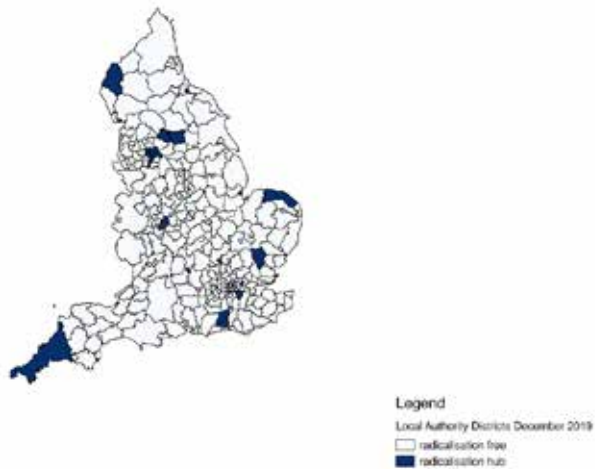 Legend
Local Authority Districts December 2019
radicalisation free
radicalisation hub